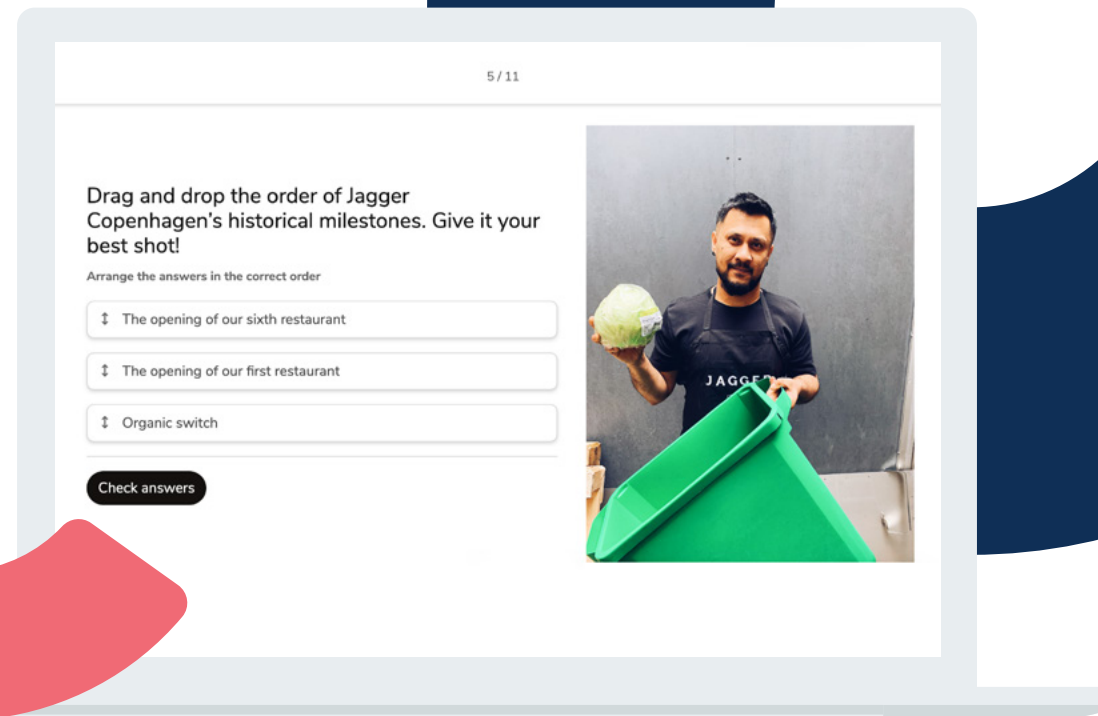 5 / 11
Drag and drop the order of Jagger
Copenhagen's historical milestones. Give it your
best shot!
Arrange the answers in the correct order
↕ The opening of our sixth restaurant
↕ The opening of our first restaurant
↕ Organic switch
Check answers
JAGGER